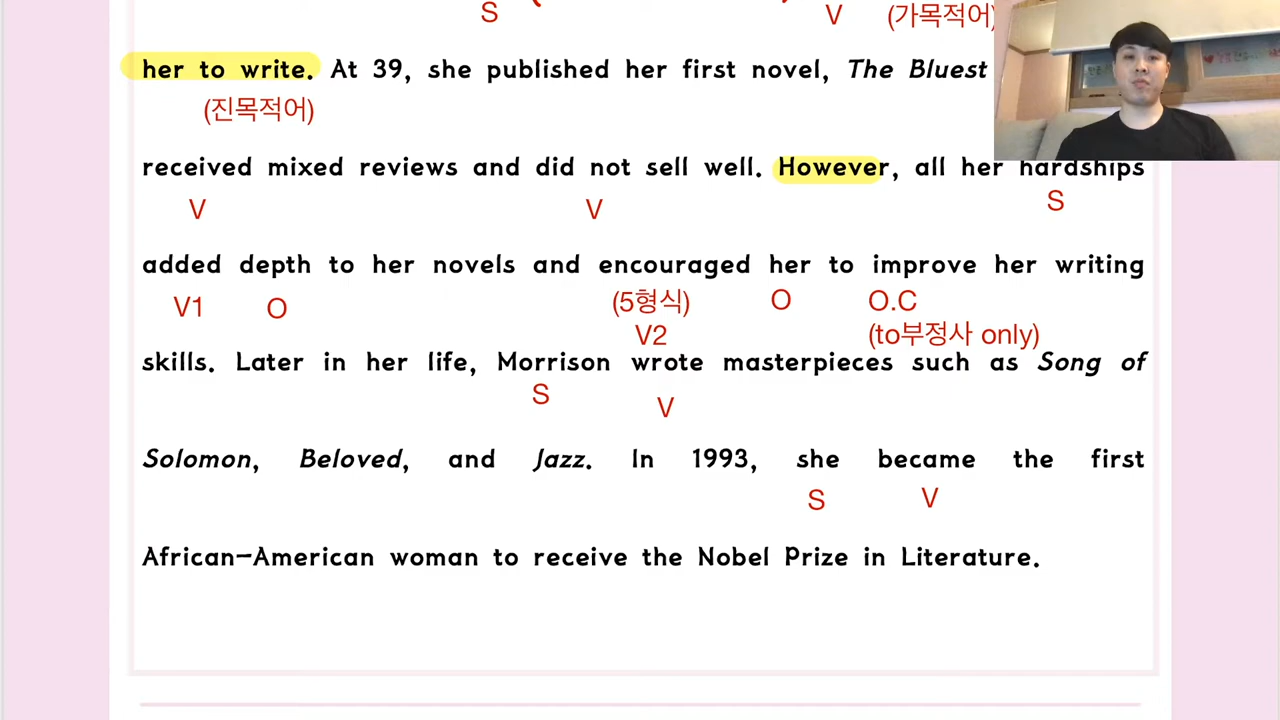 S V (가목적어)
her to write. At 39, she published her first novel, The Bluest
(진목적어)
received mixed reviews and did not sell well. However, all her hardships
V V S
added depth to her novels and encouraged her to improve her writing
V1 O (5형식) O O.C
V2 (to부정사 only)
skills. Later in her life, Morrison wrote masterpieces such as Song of
S V
Solomon, Beloved, and Jazz. In 1993, she became the first
S V
African-American woman to receive the Nobel Prize in Literature.